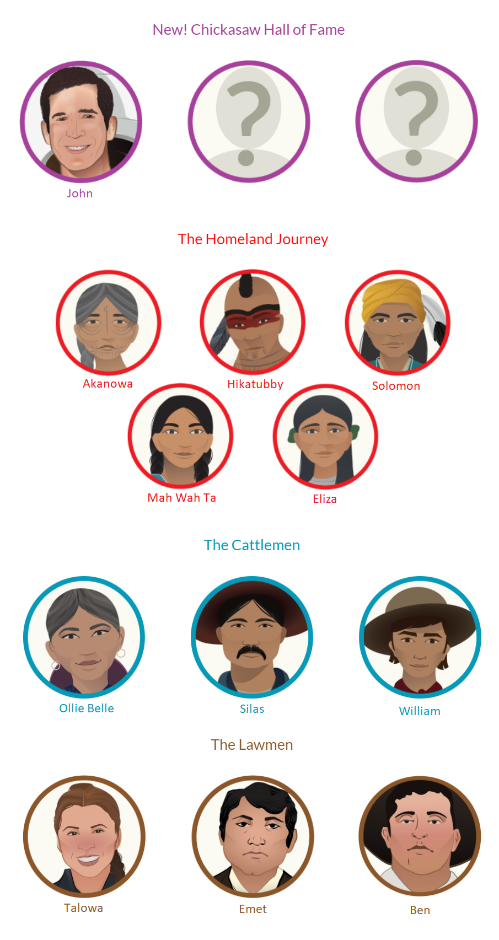 New! Chickasaw Hall of Fame
? ?
John
The Homeland Journey
Akanowa Hikatubby Solomon
Mah Wah Ta Eliza
The Cattlemen
Ollie Belle Silas William
The Lawmen
Talowa Emet Ben